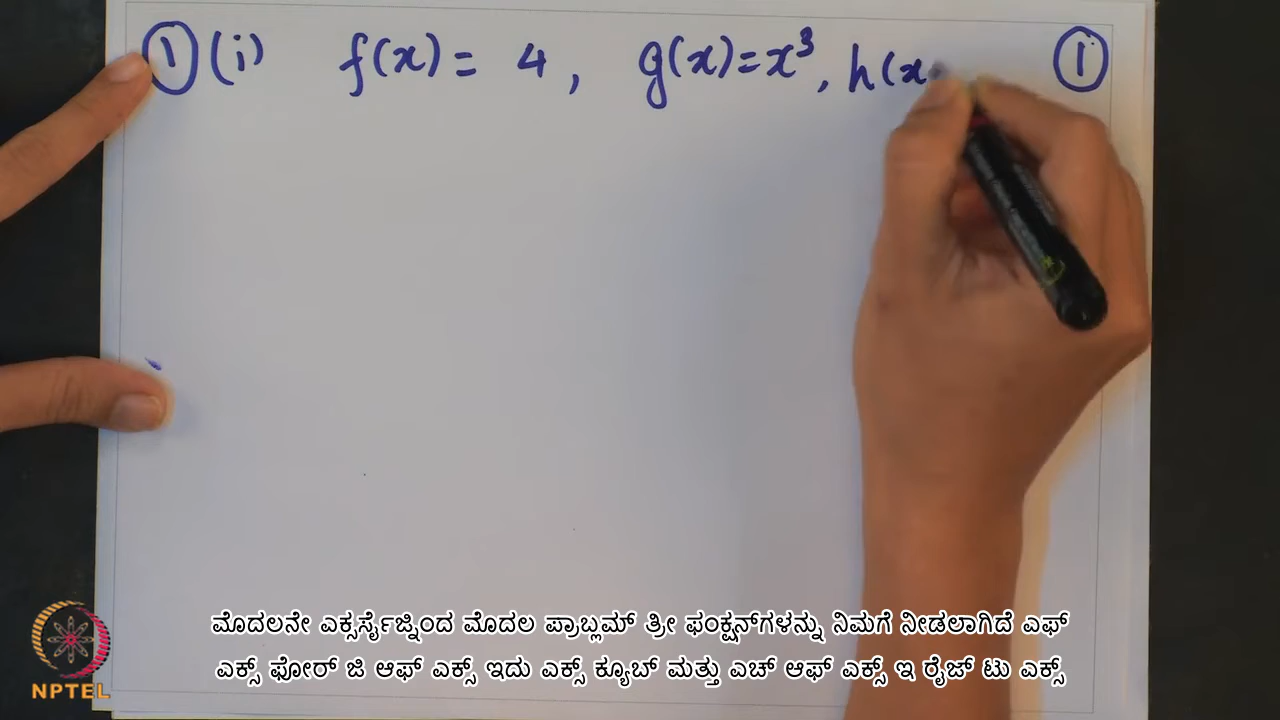 ① (i) f(x) = 4, g(x) = x³, h(x ①
ಮೊದಲನೇ ಎಕ್ಸರ್ಸೈಜ್ನಿಂದ ಮೊದಲ ಪ್ರಾಬ್ಲಮ್ ತ್ರೀ ಫಂಕ್ಷನ್‌ಗಳನ್ನು ನಿಮಗೆ ನೀಡಲಾಗಿದೆ ಎಫ್
ಎಕ್ಸ್ ಫೋರ್ ಜಿ ಆಫ್ ಎಕ್ಸ್ ಇದು ಎಕ್ಸ್ ಕ್ಯೂಬ್ ಮತ್ತು ಎಚ್ ಆಫ್ ಎಕ್ಸ್ ಇ ರೈಜ್ ಟು ಎಕ್ಸ್
NPTEL